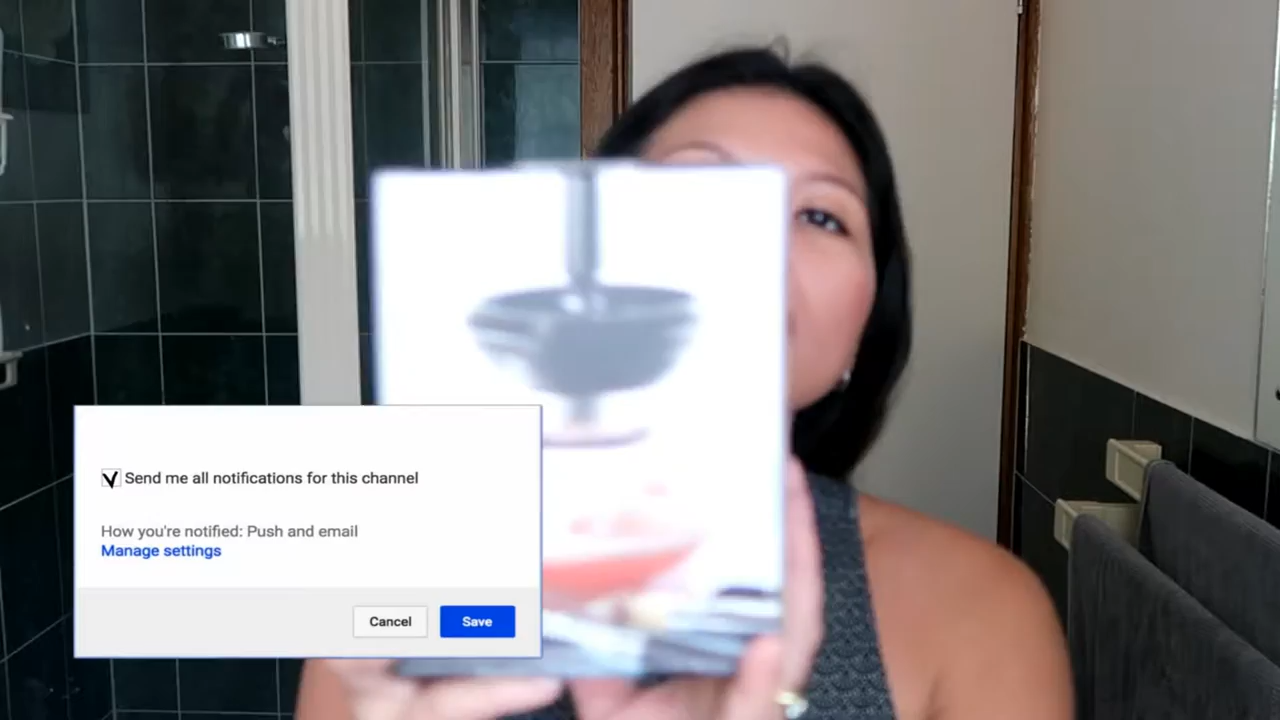 Send me all notifications for this channel
How you're notified: Push and email
Manage settings
Cancel
Save